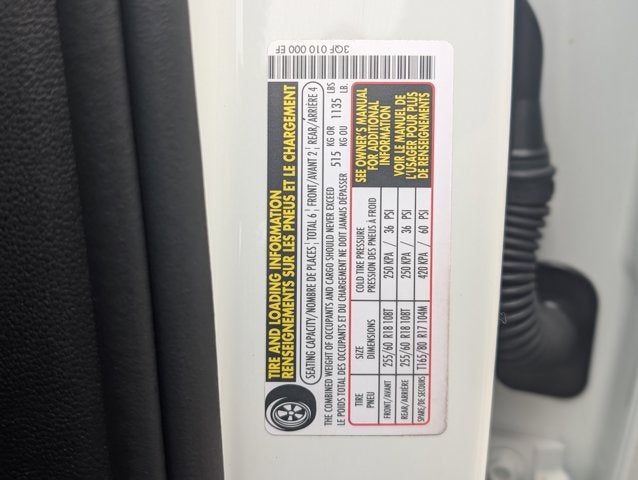 3QF 010 000 EF
TIRE AND LOADING INFORMATION
RENSEIGNEMENTS SUR LES PNEUS ET LE CHARGEMENT
SEATING CAPACITY/NOMBRE DE PLACES TOTAL 6 FRONT/AVANT 2 REAR/ARRIÈRE 4
THE COMBINED WEIGHT OF OCCUPANTS AND CARGO SHOULD NEVER EXCEED 515 KG OR 1135 LBS
LE POIDS TOTAL DES OCCUPANTS ET DU CHARGEMENT NE DOIT JAMAIS DÉPASSER KG OU LB.
TIRE SIZE COLD TIRE PRESSURE
PNEU DIMENSIONS PRESSION DES PNEUS À FROID
FRONT/AVANT 255/60 R18 108T 250 KPA / 36 PSI
REAR/ARRIÈRE 255/60 R18 108T 250 KPA / 36 PSI
SPARE/DE SECOURS T165/80 R17 104M 420 KPA / 60 PSI
SEE OWNER'S MANUAL
FOR ADDITIONAL
INFORMATION
VOIR LE MANUEL DE
L'USAGER POUR PLUS
DE RENSEIGNEMENTS